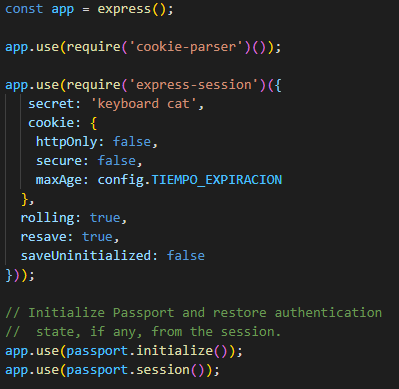 const app = express();
app.use(require('cookie-parser')());
app.use(require('express-session')({
secret: 'keyboard cat',
cookie: {
httpOnly: false,
secure: false,
maxAge: config.TIEMPO_EXPIRACION
},
rolling: true,
resave: true,
saveUninitialized: false
}));
// Initialize Passport and restore authentication
//  state, if any, from the session.
app.use(passport.initialize());
app.use(passport.session());